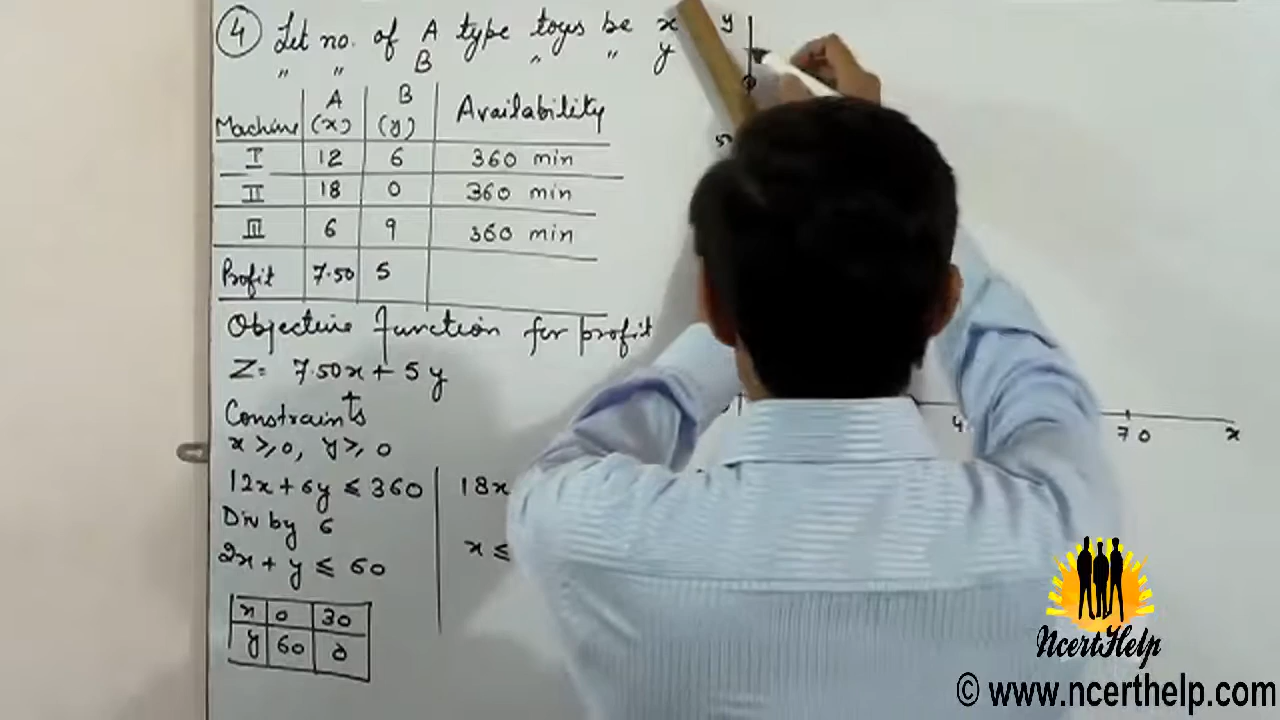 4 Let no. of A type toys be x
" " B " " y
Machine A (x) B (y) Availability
I 12 6 360 min
II 18 0 360 min
III 6 9 360 min
Profit 7.50 5
Objective function for profit
Z = 7.50x + 5y
Constraints
x ≥ 0, y ≥ 0
12x + 6y ≤ 360
Div by 6
2x + y ≤ 60
x 0 30
y 60 0
18x
x ≤
y
70 x
NcertHelp
© www.ncerthelp.com